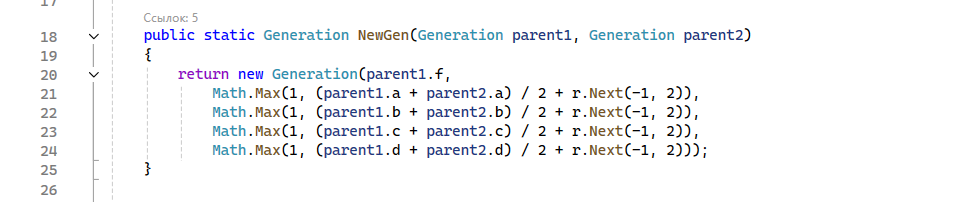 17
Ссылок: 5
18 public static Generation NewGen(Generation parent1, Generation parent2)
19 {
20 return new Generation(parent1.f,
21 Math.Max(1, (parent1.a + parent2.a) / 2 + r.Next(-1, 2)),
22 Math.Max(1, (parent1.b + parent2.b) / 2 + r.Next(-1, 2)),
23 Math.Max(1, (parent1.c + parent2.c) / 2 + r.Next(-1, 2)),
24 Math.Max(1, (parent1.d + parent2.d) / 2 + r.Next(-1, 2)));
25 }
26